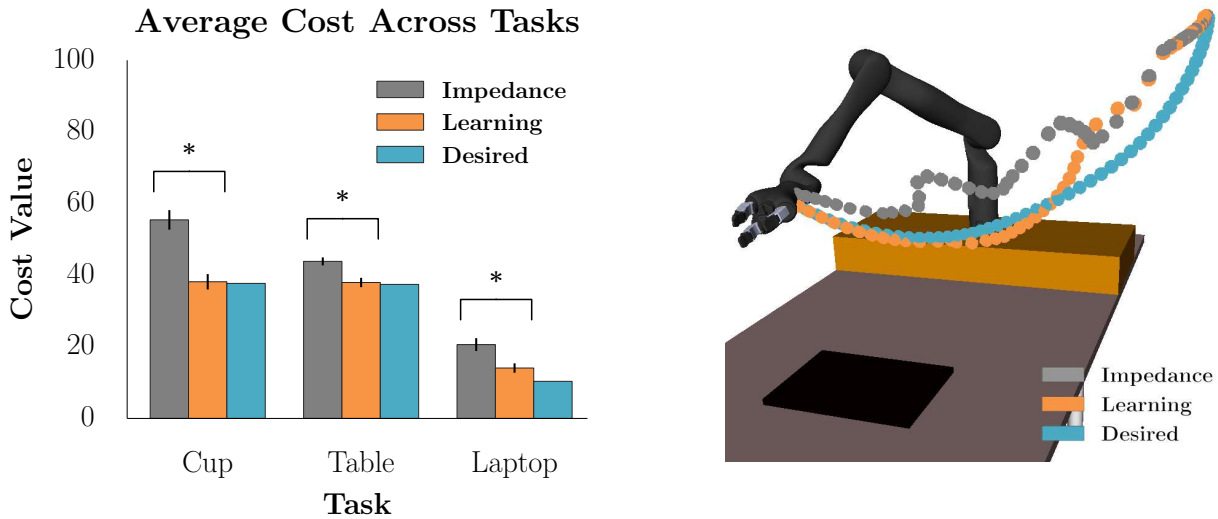 Average Cost Across Tasks
100
80
60
40
20
0
Cost Value
Impedance
Learning
Desired
*
*
*
Cup
Table
Laptop
Task
Impedance
Learning
Desired